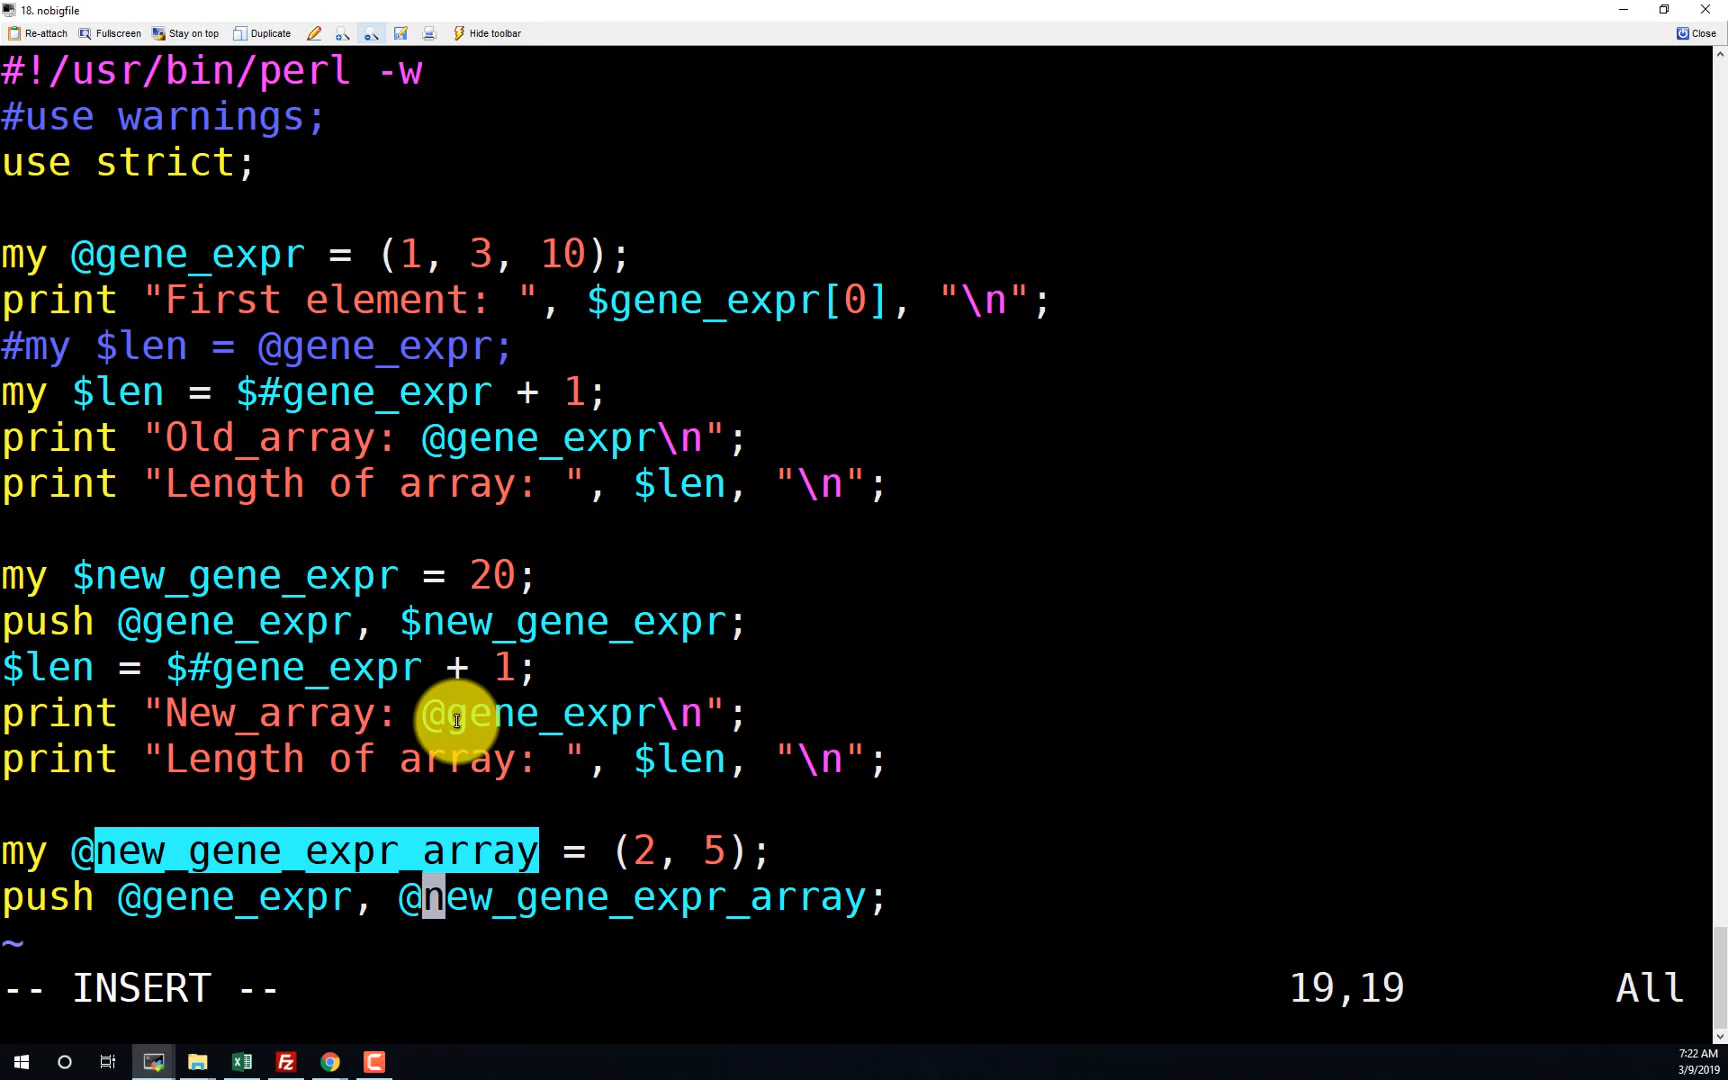 18. nobigfile
Re-attach Fullscreen Stay on top Duplicate Hide toolbar Close
#!/usr/bin/perl -w
#use warnings;
use strict;
my @gene_expr = (1, 3, 10);
print "First element: ", $gene_expr[0], "\n";
#my $len = @gene_expr;
my $len = $#gene_expr + 1;
print "Old_array: @gene_expr\n";
print "Length of array: ", $len, "\n";
my $new_gene_expr = 20;
push @gene_expr, $new_gene_expr;
$len = $#gene_expr + 1;
print "New_array: @gene_expr\n";
print "Length of array: ", $len, "\n";
my @new_gene_expr_array = (2, 5);
push @gene_expr, @new_gene_expr_array;
~
-- INSERT -- 19,19 All
7:22 AM
3/9/2019